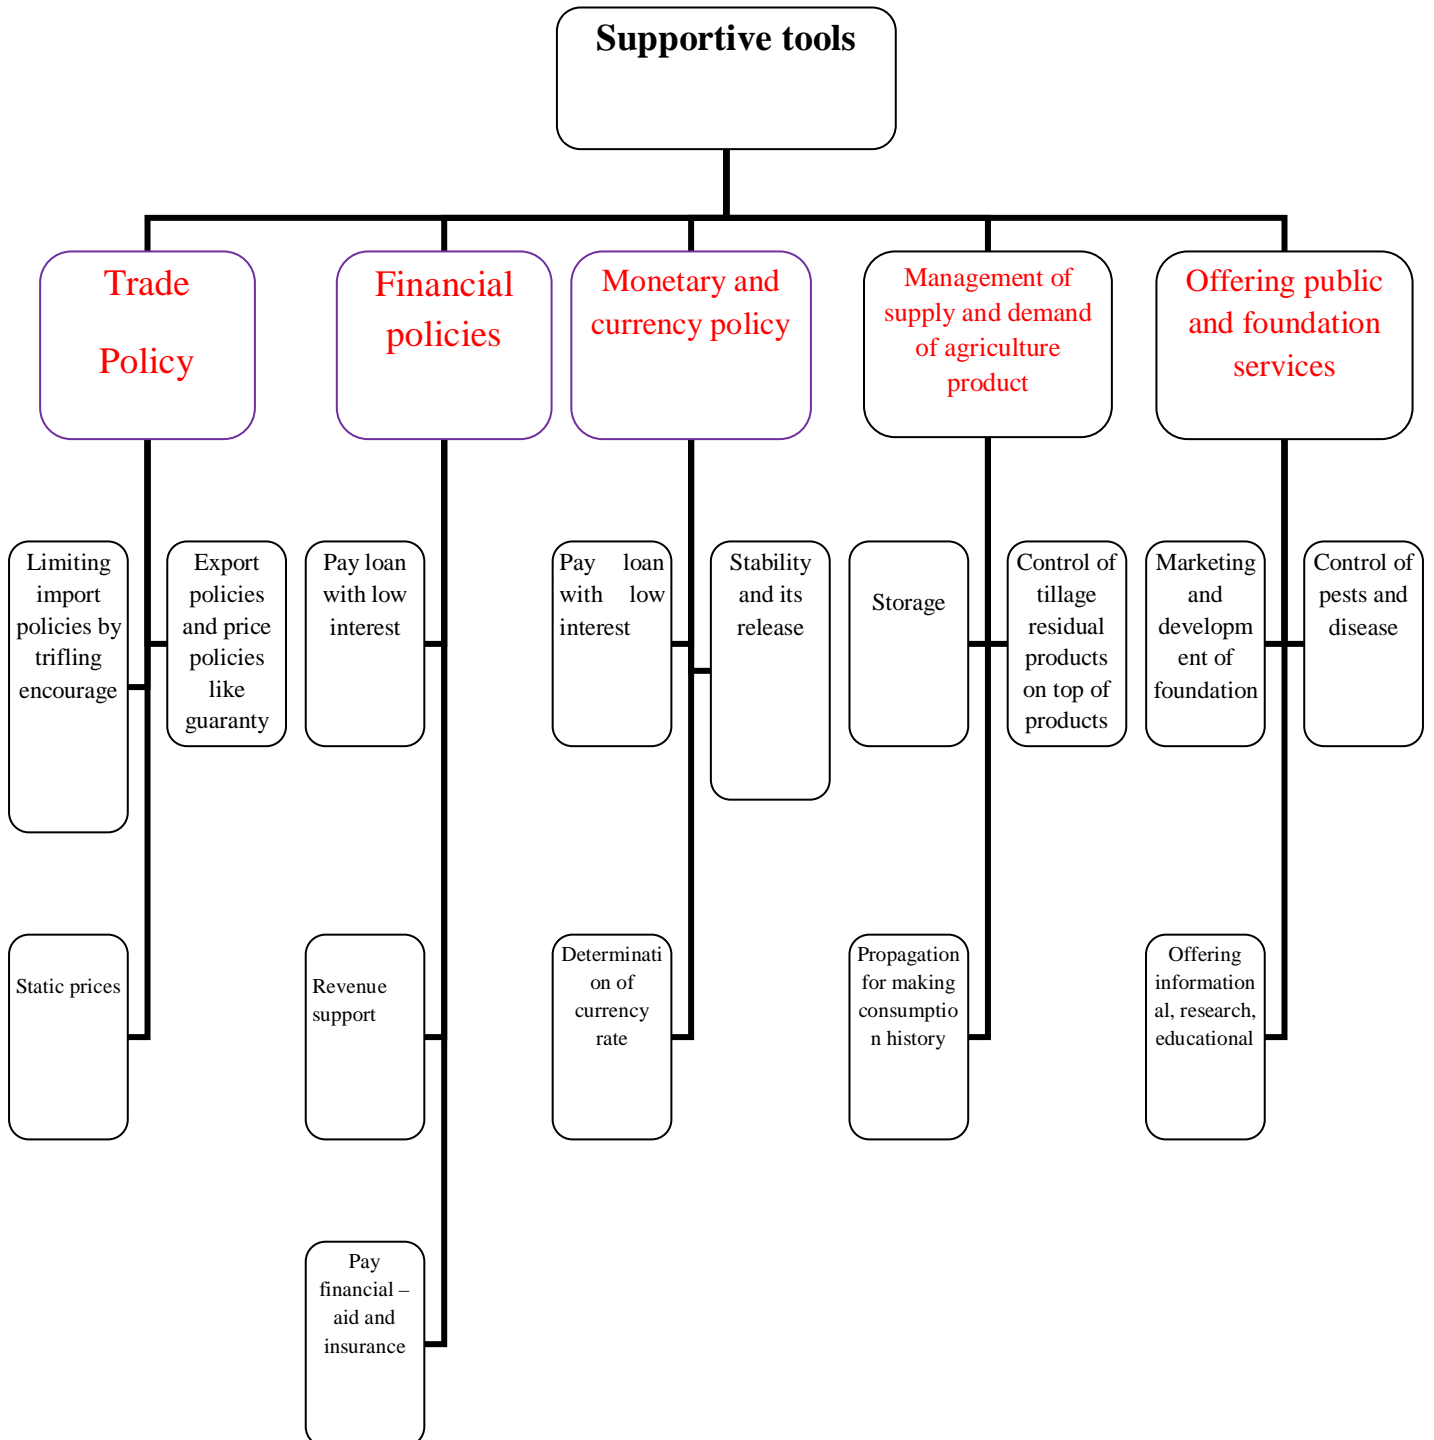 Supportive tools
Trade
Policy
Financial
policies
Monetary and
currency policy
Management of
supply and demand
of agriculture
product
Offering public
and foundation
services
Limiting
import
policies by
trifling
encourage
Export
policies
and price
policies
like
guaranty
Pay loan
with low
interest
Pay loan
with low
interest
Stability
and its
release
Storage
Control of
tillage
residual
products
on top of
products
Marketing
and
developm
ent of
foundation
Control of
pests and
disease
Static prices
Revenue
support
Determinati
on of
currency
rate
Propagation
for making
consumptio
n history
Offering
information
al, research,
educational
Pay
financial –
aid and
insurance